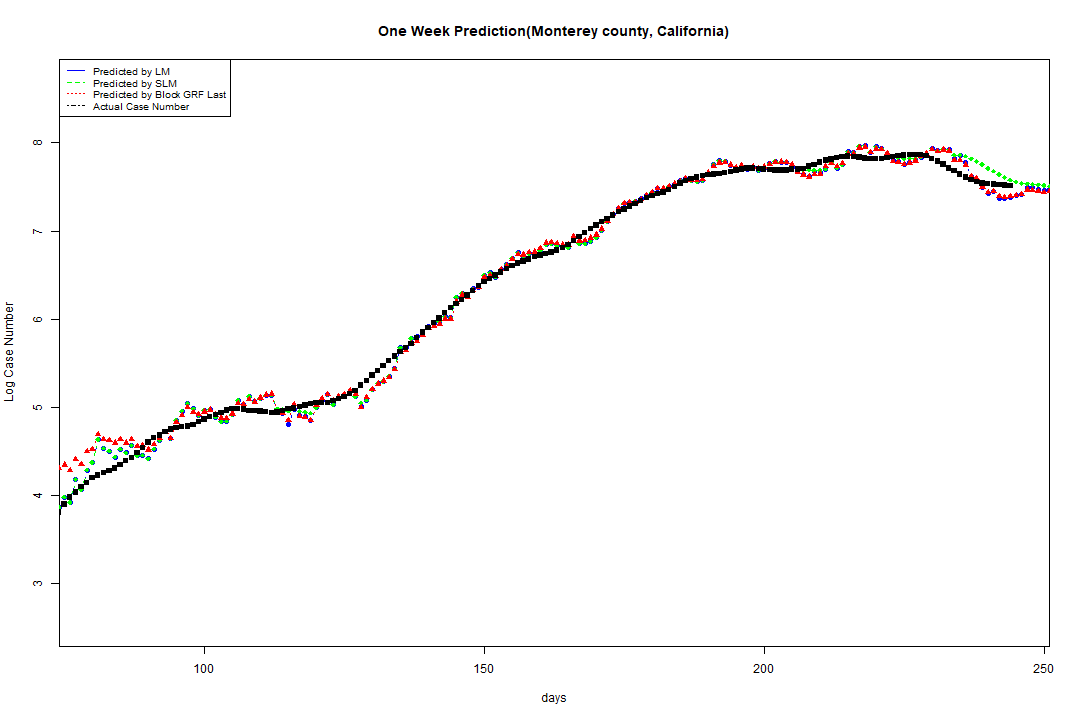 One Week Prediction(Monterey county, California)
Predicted by LM
Predicted by SLM
Predicted by Block GRF Last
Actual Case Number
8
7
6
5
4
3
Log Case Number
100
150
200
250
days